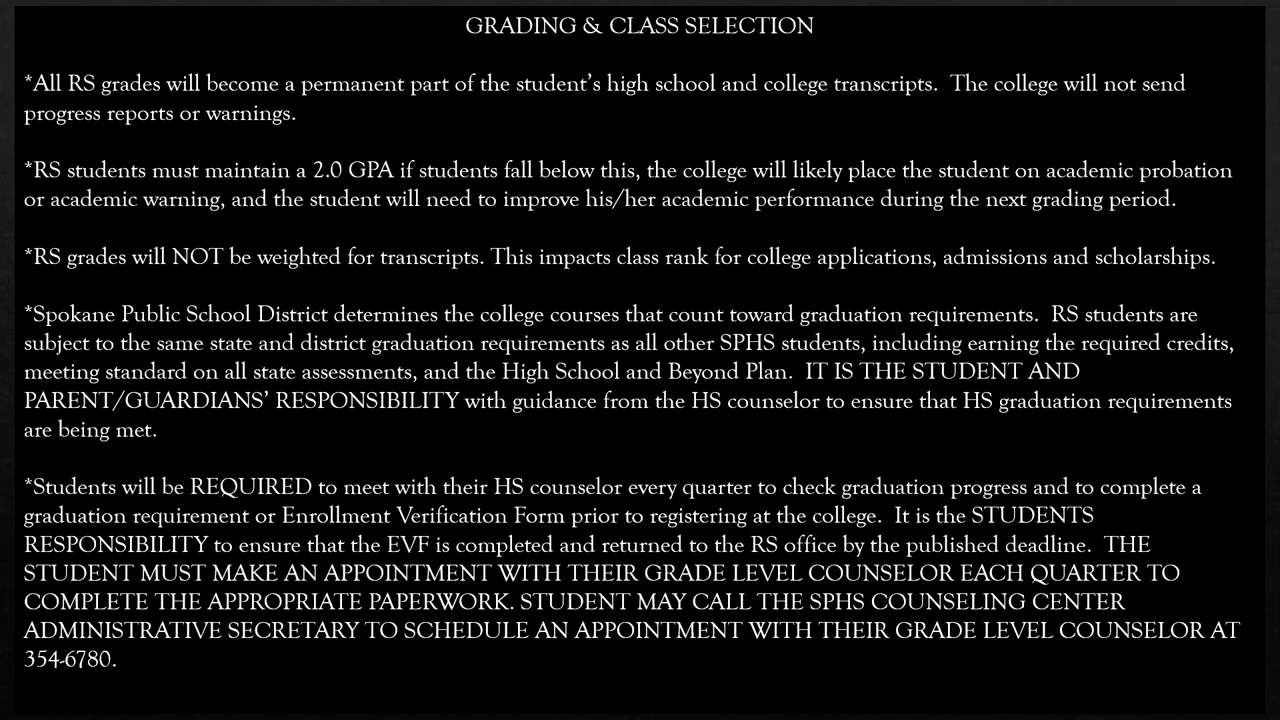 GRADING & CLASS SELECTION
*All RS grades will become a permanent part of the student’s high school and college transcripts.  The college will not send
progress reports or warnings.
*RS students must maintain a 2.0 GPA if students fall below this, the college will likely place the student on academic probation
or academic warning, and the student will need to improve his/her academic performance during the next grading period.
*RS grades will NOT be weighted for transcripts. This impacts class rank for college applications, admissions and scholarships.
*Spokane Public School District determines the college courses that count toward graduation requirements.  RS students are
subject to the same state and district graduation requirements as all other SPHS students, including earning the required credits,
meeting standard on all state assessments, and the High School and Beyond Plan.  IT IS THE STUDENT AND
PARENT/GUARDIANS’ RESPONSIBILITY with guidance from the HS counselor to ensure that HS graduation requirements
are being met.
*Students will be REQUIRED to meet with their HS counselor every quarter to check graduation progress and to complete a
graduation requirement or Enrollment Verification Form prior to registering at the college.  It is the STUDENTS
RESPONSIBILITY to ensure that the EVF is completed and returned to the RS office by the published deadline.  THE
STUDENT MUST MAKE AN APPOINTMENT WITH THEIR GRADE LEVEL COUNSELOR EACH QUARTER TO
COMPLETE THE APPROPRIATE PAPERWORK. STUDENT MAY CALL THE SPHS COUNSELING CENTER
ADMINISTRATIVE SECRETARY TO SCHEDULE AN APPOINTMENT WITH THEIR GRADE LEVEL COUNSELOR AT
354-6780.